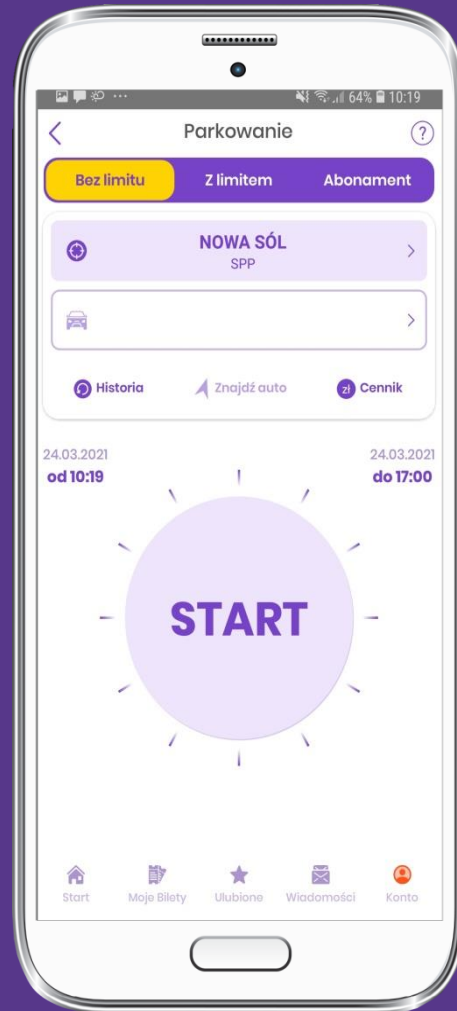 64% 10:19
Parkowanie ?
Bez limitu Z limitem Abonament
NOWA SÓL
SPP
Historia Znajdź auto zł Cennik
24.03.2021 24.03.2021
od 10:19 do 17:00
START
Start Moje Bilety Ulubione Wiadomości Konto